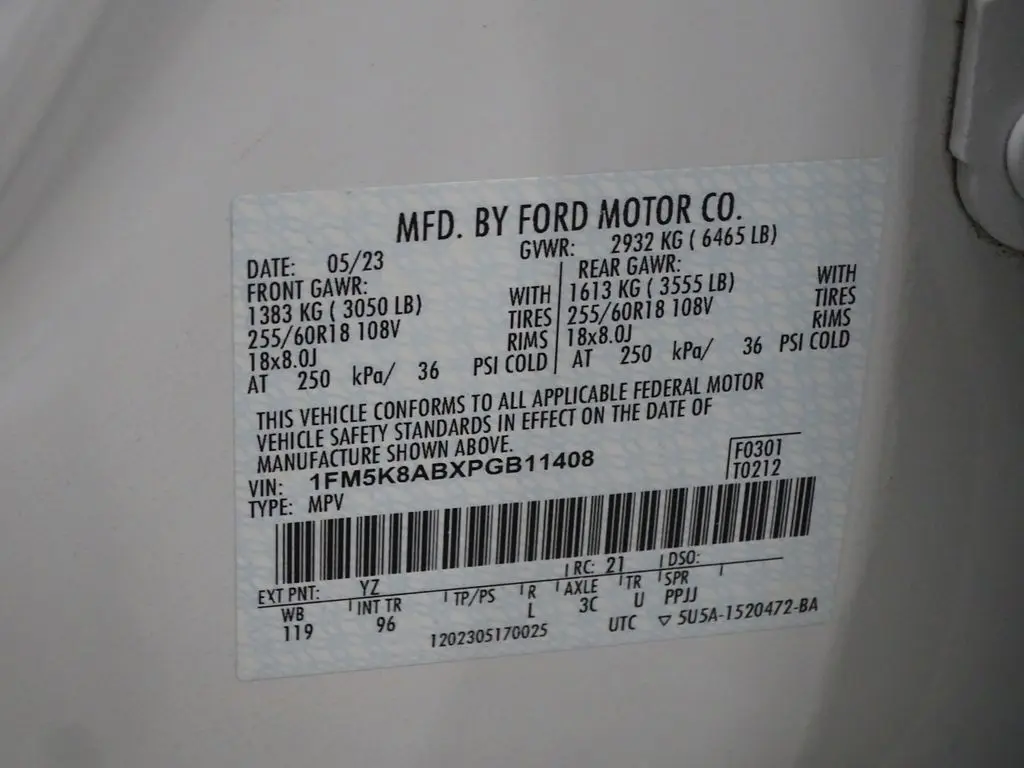 MFD. BY FORD MOTOR CO.
DATE: 05/23 GVWR: 2932 KG ( 6465 LB)
FRONT GAWR: REAR GAWR:
1383 KG ( 3050 LB) WITH 1613 KG ( 3555 LB) WITH
255/60R18 108V TIRES 255/60R18 108V TIRES
18x8.0J RIMS 18x8.0J RIMS
AT 250 kPa/ 36 PSI COLD AT 250 kPa/ 36 PSI COLD
THIS VEHICLE CONFORMS TO ALL APPLICABLE FEDERAL MOTOR
VEHICLE SAFETY STANDARDS IN EFFECT ON THE DATE OF
MANUFACTURE SHOWN ABOVE.
VIN: 1FM5K8ABXPGB11408 F0301
TYPE: MPV T0212
EXT PNT: YZ RC: 21 DSO:
WB INT TR TP/PS R AXLE TR SPR
119 96 L 3C U PPJJ
1202305170025 UTC ▽ 5U5A-1520472-BA